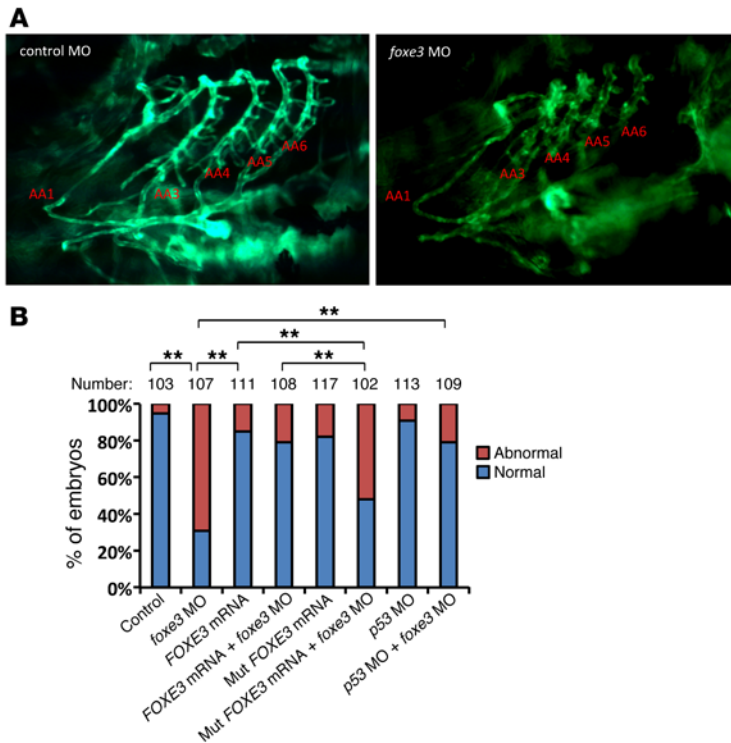 A
control MO
foxe3 MO
AA1
AA3
AA4
AA5
AA6
AA1
AA3
AA4
AA5
AA6
B
**
**
** ** **
Number: 103 107 111 108 117 102 113 109
100%
80%
60%
40%
20%
0%
% of embryos
Abnormal
Normal
Control
foxe3 MO
FOXE3 mRNA
FOXE3 mRNA + foxe3 MO
Mut FOXE3 mRNA
Mut FOXE3 mRNA + foxe3 MO
p53 MO
p53 MO + foxe3 MO